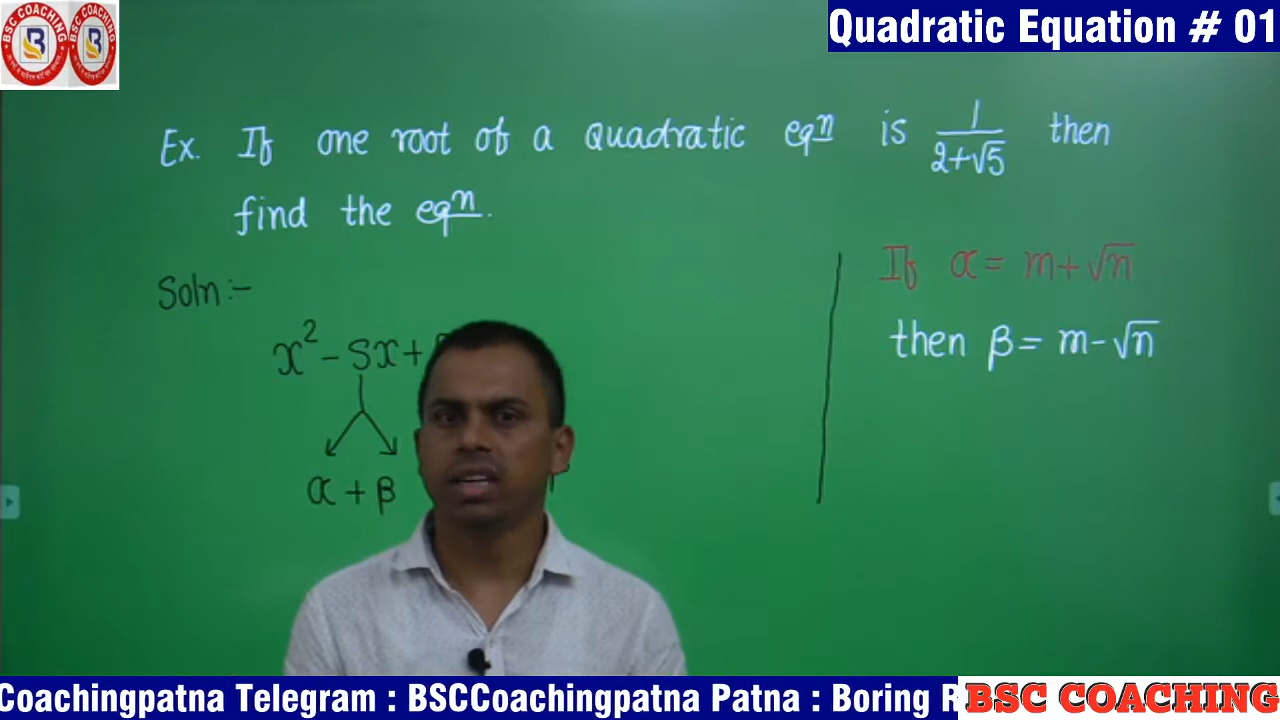 BSC COACHING
BSC COACHING
Quadratic Equation # 01
Ex. If one root of a Quadratic eqn is 1/(2+√5) then
find the eqn.
Soln :-
x² - Sx +
α + β
If α = m + √n
then β = m - √n
Coachingpatna Telegram : BSCCoachingpatna Patna : Boring R
BSC COACHING